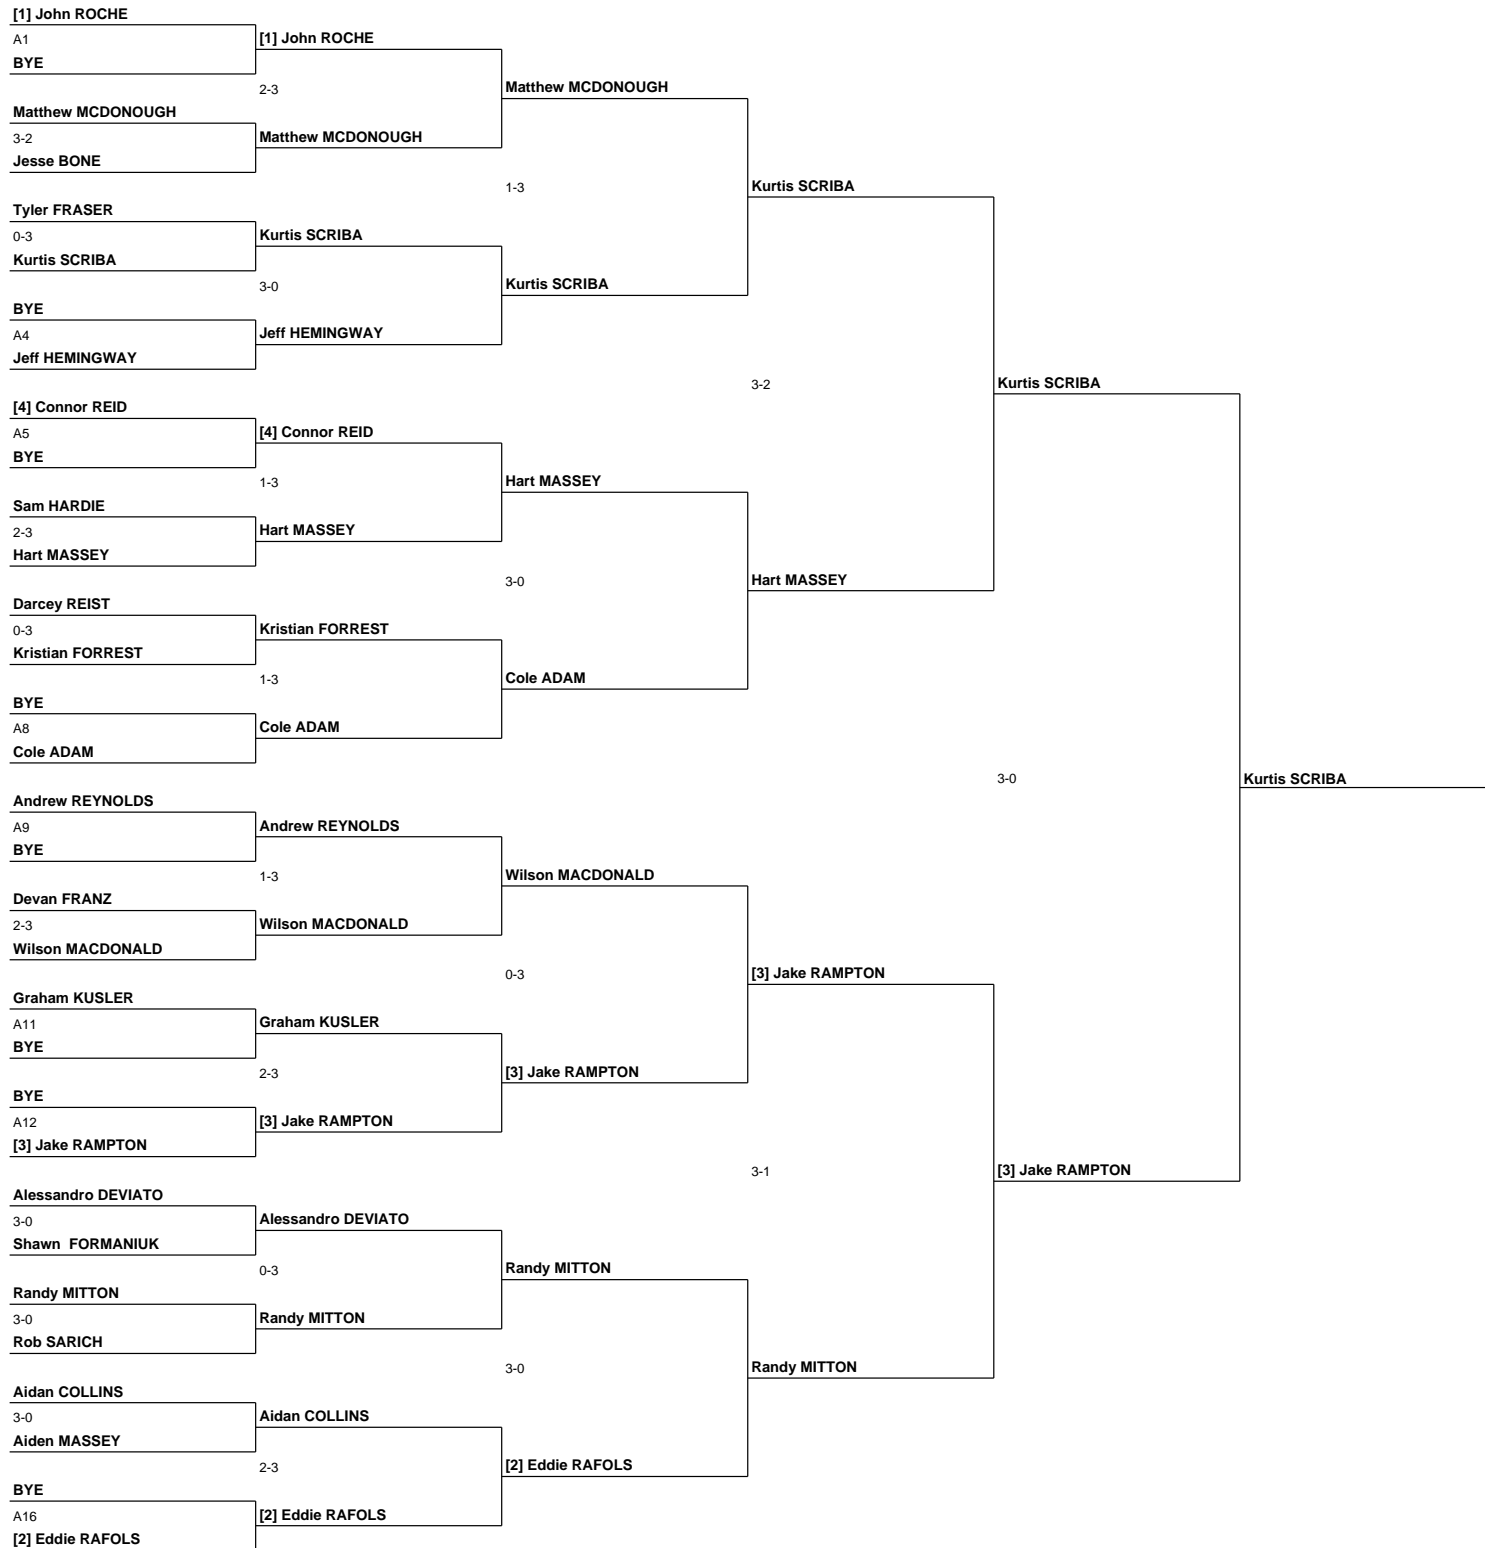 [1] John ROCHE
A1
BYE
Matthew MCDONOUGH
3-2
Jesse BONE
Tyler FRASER
0-3
Kurtis SCRIBA
BYE
A4
Jeff HEMINGWAY
[4] Connor REID
A5
BYE
Sam HARDIE
2-3
Hart MASSEY
Darcey REIST
0-3
Kristian FORREST
BYE
A8
Cole ADAM
Andrew REYNOLDS
A9
BYE
Devan FRANZ
2-3
Wilson MACDONALD
Graham KUSLER
A11
BYE
BYE
A12
[3] Jake RAMPTON
Alessandro DEVIATO
3-0
Shawn  FORMANIUK
Randy MITTON
3-0
Rob SARICH
Aidan COLLINS
3-0
Aiden MASSEY
BYE
A16
[2] Eddie RAFOLS
[1] John ROCHE
2-3
Matthew MCDONOUGH
Kurtis SCRIBA
3-0
Jeff HEMINGWAY
[4] Connor REID
1-3
Hart MASSEY
Kristian FORREST
1-3
Cole ADAM
Andrew REYNOLDS
1-3
Wilson MACDONALD
Graham KUSLER
2-3
[3] Jake RAMPTON
Alessandro DEVIATO
0-3
Randy MITTON
Aidan COLLINS
2-3
[2] Eddie RAFOLS
Matthew MCDONOUGH
1-3
Kurtis SCRIBA
Hart MASSEY
3-0
Cole ADAM
Wilson MACDONALD
0-3
[3] Jake RAMPTON
Randy MITTON
3-0
[2] Eddie RAFOLS
Kurtis SCRIBA
3-2
Hart MASSEY
[3] Jake RAMPTON
3-1
Randy MITTON
Kurtis SCRIBA
3-0
[3] Jake RAMPTON
Kurtis SCRIBA